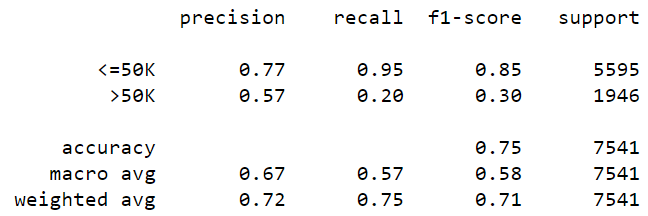 precision recall f1-score support
<=50K 0.77 0.95 0.85 5595
>50K 0.57 0.20 0.30 1946
accuracy 0.75 7541
macro avg 0.67 0.57 0.58 7541
weighted avg 0.72 0.75 0.71 7541